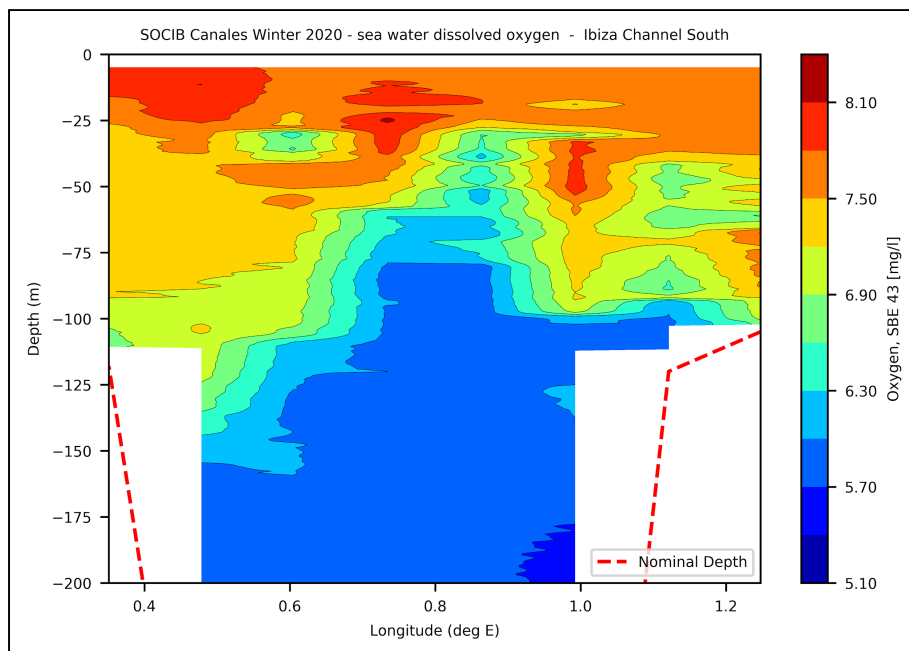 SOCIB Canales Winter 2020 - sea water dissolved oxygen - Ibiza Channel South
0
−25
−50
−75
−100
−125
−150
−175
−200
Depth (m)
0.4 0.6 0.8 1.0 1.2
Longitude (deg E)
Nominal Depth
8.10
7.50
6.90
6.30
5.70
5.10
Oxygen, SBE 43 [mg/l]